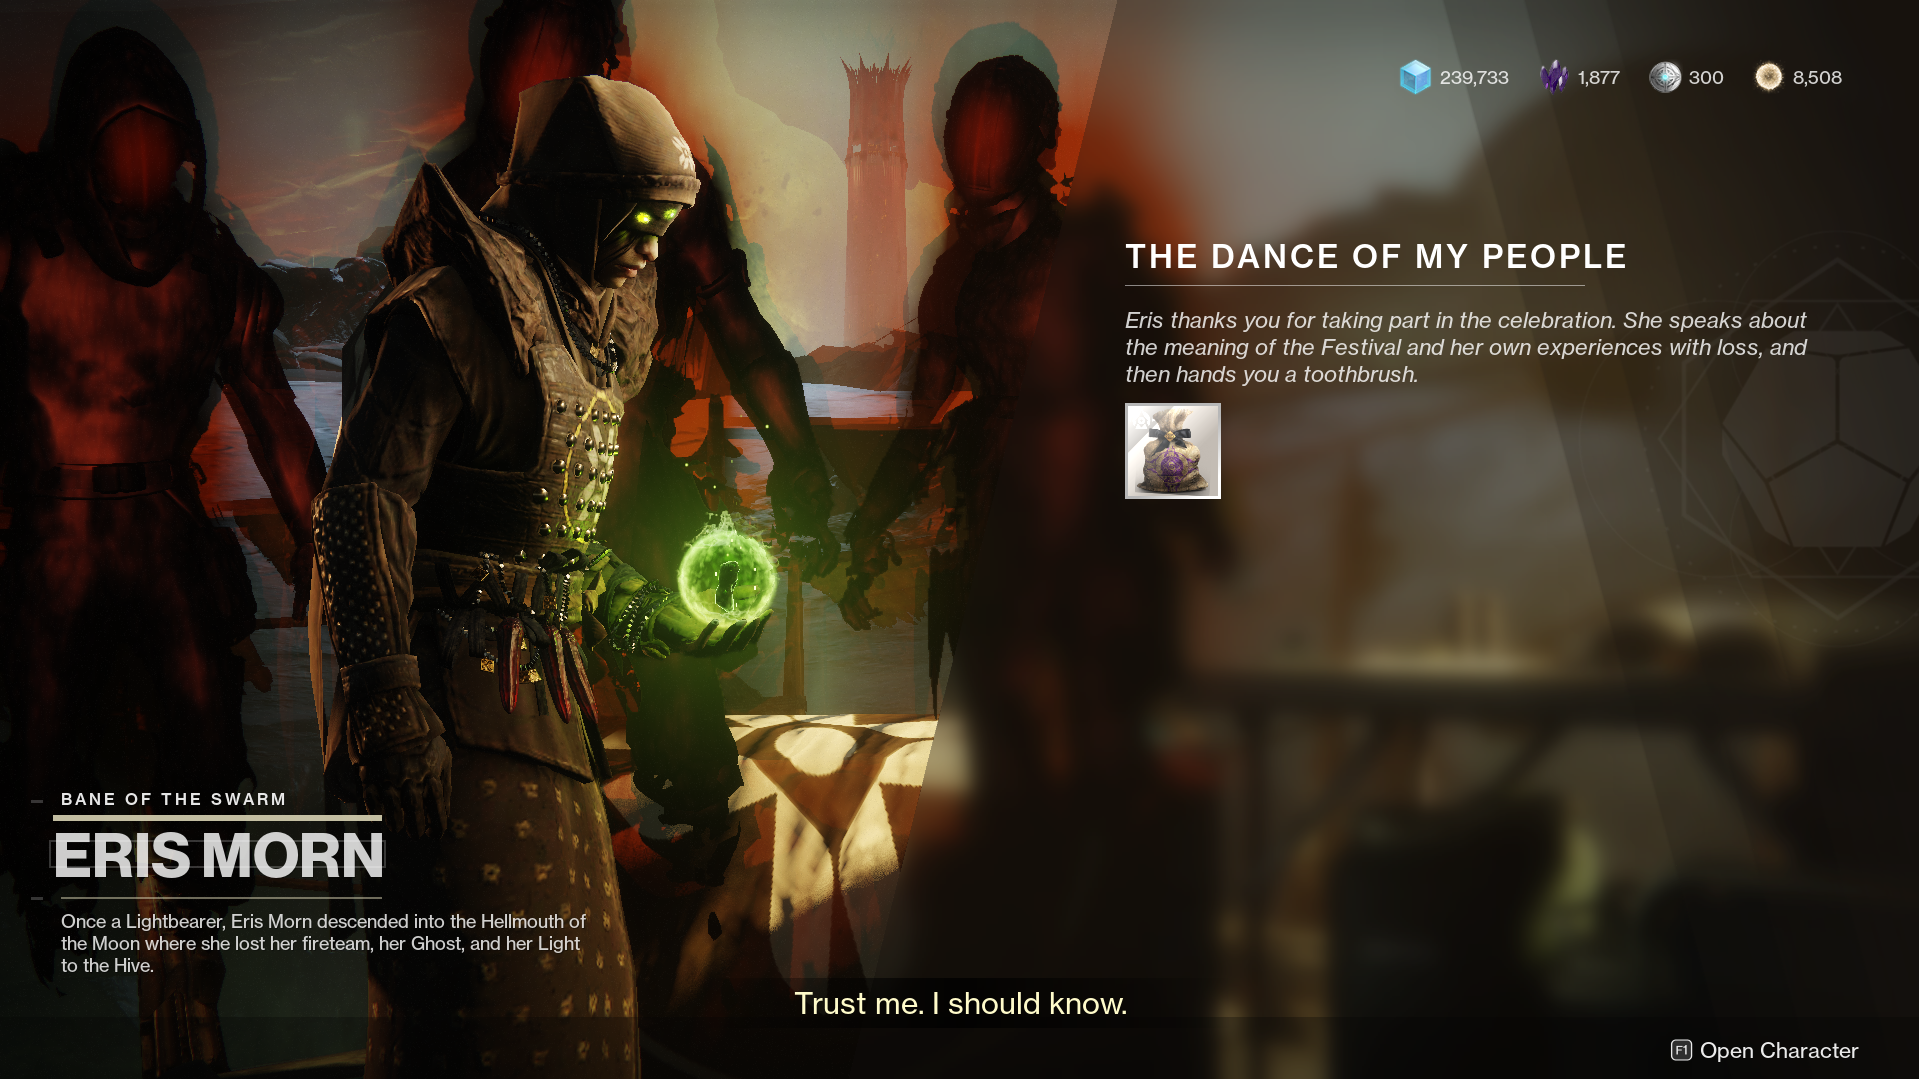 239,733 1,877 300 8,508
THE DANCE OF MY PEOPLE
Eris thanks you for taking part in the celebration. She speaks about
the meaning of the Festival and her own experiences with loss, and
then hands you a toothbrush.
BANE OF THE SWARM
ERIS MORN
Once a Lightbearer, Eris Morn descended into the Hellmouth of
the Moon where she lost her fireteam, her Ghost, and her Light
to the Hive.
Trust me. I should know.
F1 Open Character